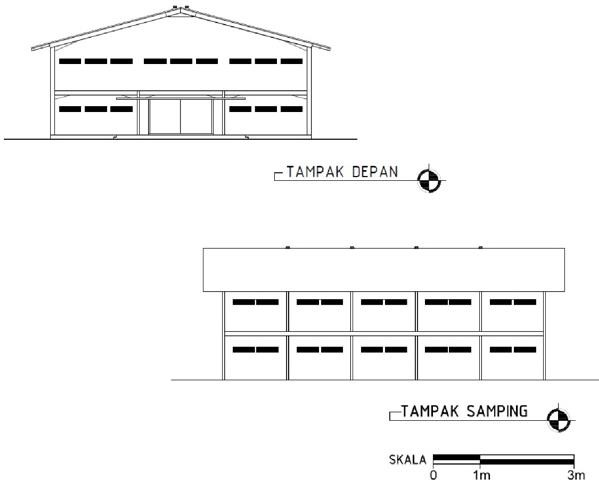 TAMPAK DEPAN
TAMPAK SAMPING
SKALA
0 1m 3m